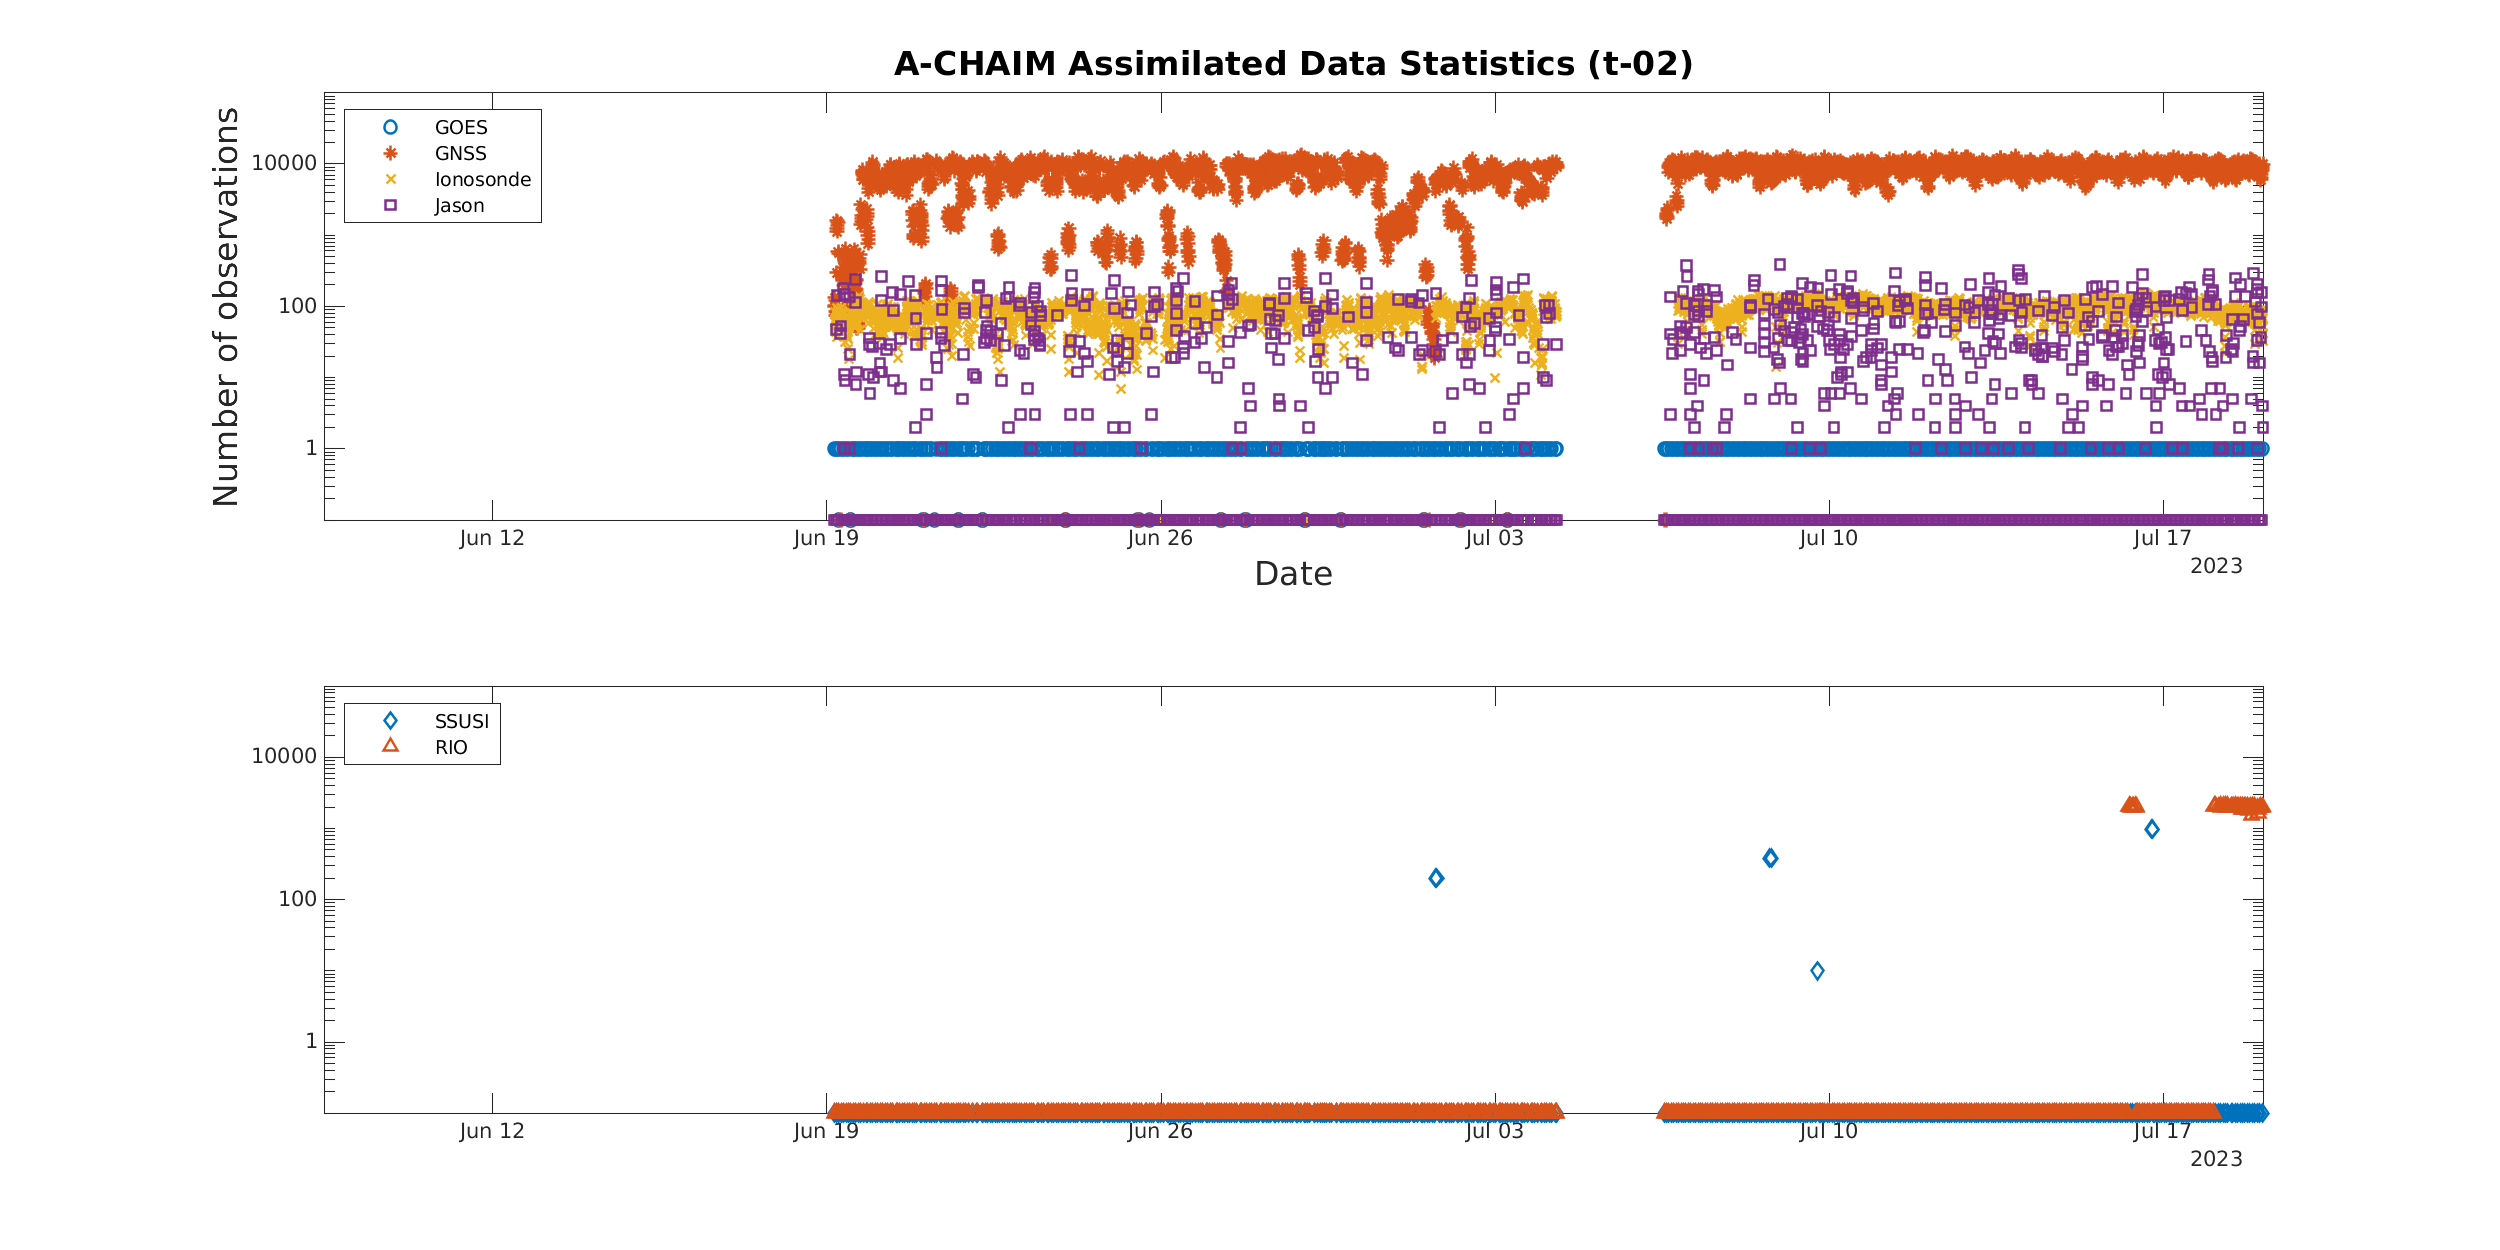 A-CHAIM Assimilated Data Statistics (t-02)
Number of observations
10000
100
1
GOES
GNSS
Ionosonde
Jason
Jun 12 Jun 19 Jun 26 Jul 03 Jul 10 Jul 17
2023
Date
10000
100
1
SSUSI
RIO
Jun 12 Jun 19 Jun 26 Jul 03 Jul 10 Jul 17
2023